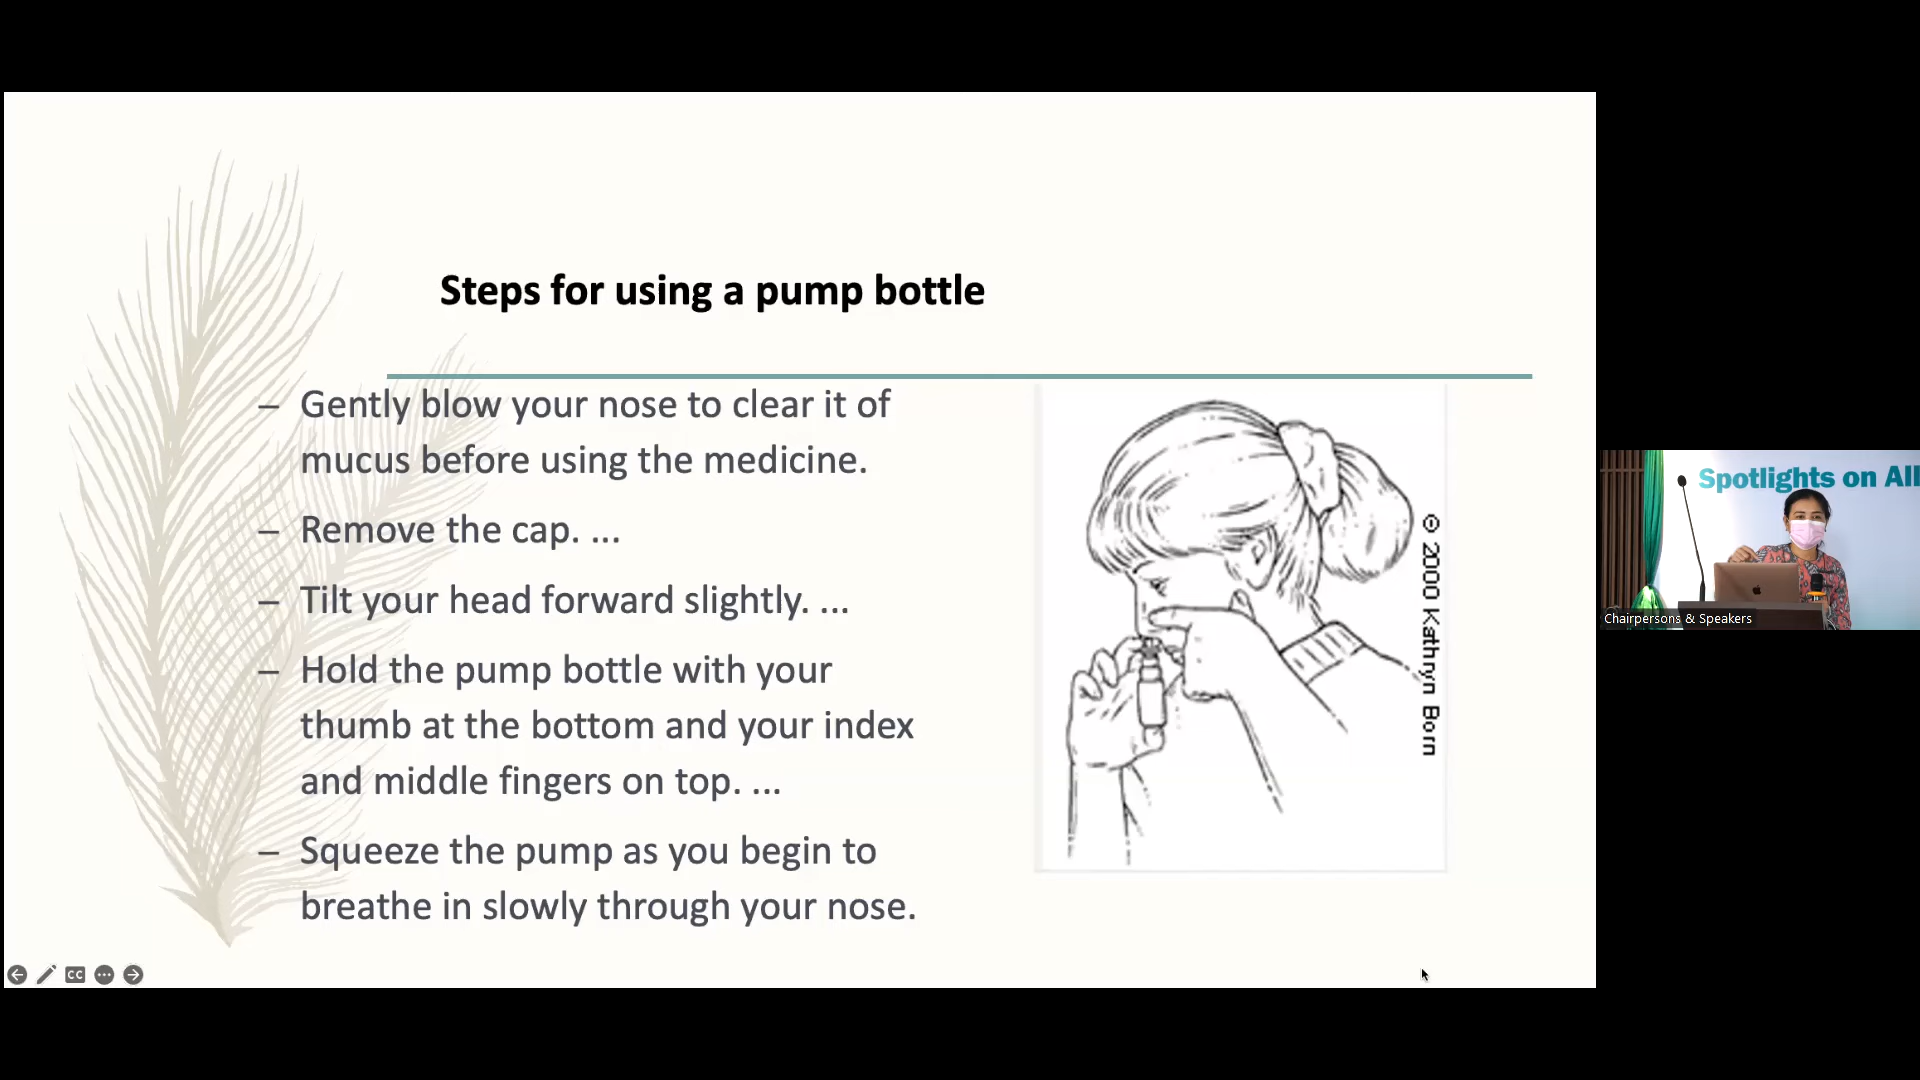 Steps for using a pump bottle
– Gently blow your nose to clear it of
mucus before using the medicine.
– Remove the cap. ...
– Tilt your head forward slightly. ...
– Hold the pump bottle with your
thumb at the bottom and your index
and middle fingers on top. ...
– Squeeze the pump as you begin to
breathe in slowly through your nose.
© 2000 Kathryn Born
CC
Spotlights on All
Chairpersons & Speakers